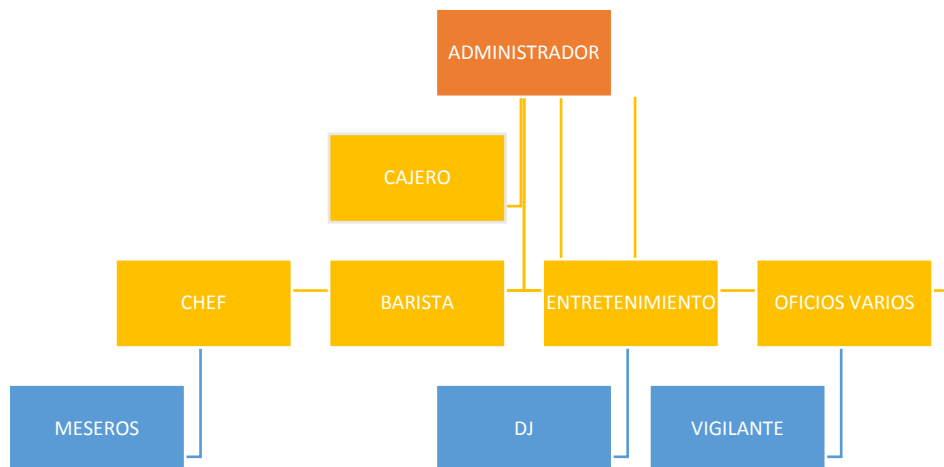 ADMINISTRADOR
CAJERO
CHEF
BARISTA
ENTRETENIMIENTO
OFICIOS VARIOS
MESEROS
DJ
VIGILANTE